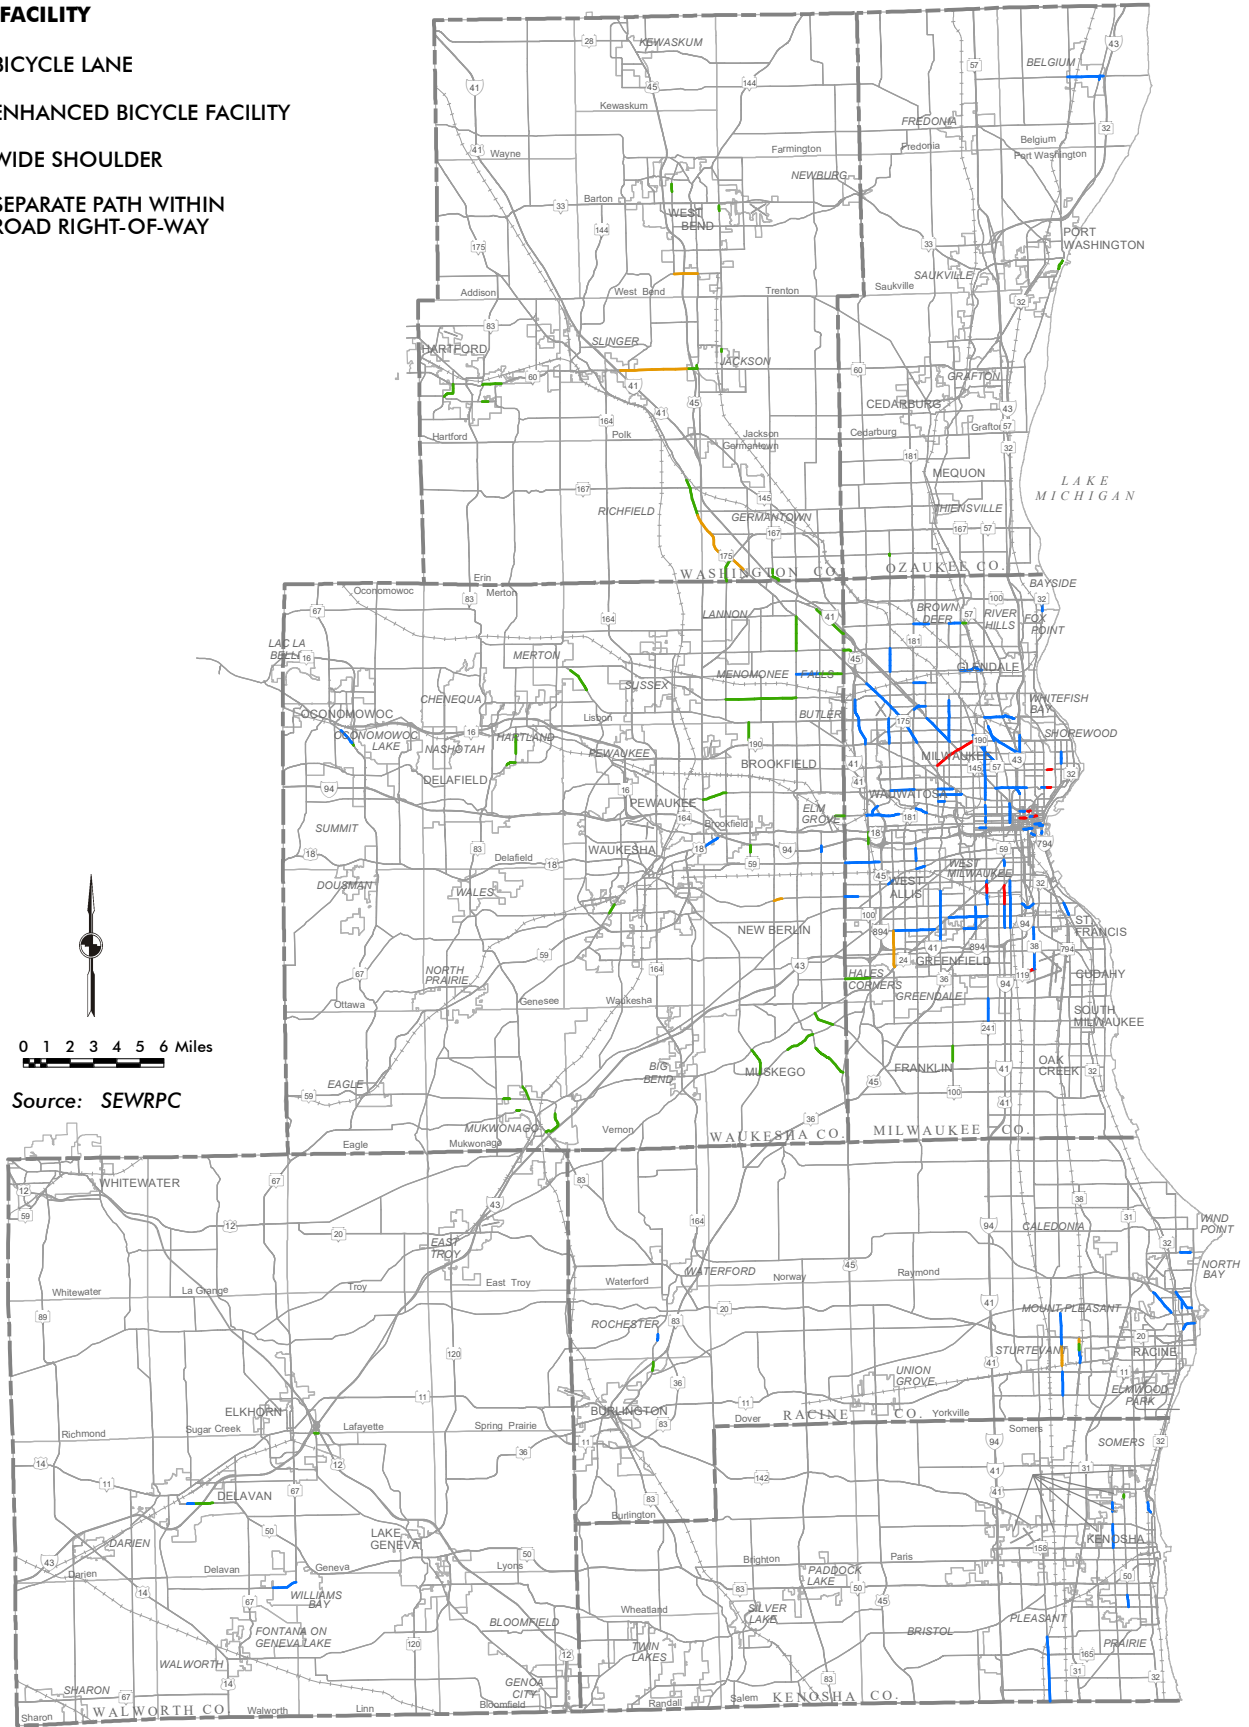 FACILITY
BICYCLE LANE
ENHANCED BICYCLE FACILITY
WIDE SHOULDER
SEPARATE PATH WITHIN
ROAD RIGHT-OF-WAY
KEWASKUM
Kewaskum
Wayne
Farmington
BELGIUM
FREDONIA
Fredonia
Belgium
Port Washington
NEWBURG
Barton
WEST
BEND
PORT
WASHINGTON
SAUKVILLE
Saukville
Addison
West Bend
Trenton
HARTFORD
SLINGER
JACKSON
GRAFTON
CEDARBURG
Hartford
Polk
Jackson
Germantown
Cedarburg
Grafton
MEQUON
LAKE
MICHIGAN
RICHFIELD
GERMANTOWN
THIENSVILLE
WASHINGTON CO.
OZAUKEE CO.
Erin
Oconomowoc
Merton
BAYSIDE
LANNON
BROWN
DEER
RIVER
HILLS
FOX
POINT
LAC LA
BELLE
MERTON
MENOMONEE FALLS
GLENDALE
SUSSEX
CHENEQUA
OCONOMOWOC
Lisbon
BUTLER
WHITEFISH
BAY
OCONOMOWOC
LAKE
NASHOTAH
HARTLAND
PEWAUKEE
SHOREWOOD
BROOKFIELD
MILWAUKEE
DELAFIELD
PEWAUKEE
WAUWATOSA
ELM
GROVE
SUMMIT
Brookfield
WAUKESHA
Delafield
WEST
MILWAUKEE
DOUSMAN
WALES
WEST
ALLIS
NEW BERLIN
ST.
FRANCIS
GREENFIELD
NORTH
PRAIRIE
HALES
CORNERS
CUDAHY
GREENDALE
Ottawa
Genesee
Waukesha
SOUTH
MILWAUKEE
0 1 2 3 4 5 6 Miles
BIG
BEND
MUSKEGO
FRANKLIN
OAK
CREEK
EAGLE
Source: SEWRPC
MUKWONAGO
Vernon
Eagle
Mukwonago
WAUKESHA CO.
MILWAUKEE CO.
WHITEWATER
CALEDONIA
WIND
POINT
EAST
TROY
NORTH
BAY
WATERFORD
Whitewater
La Grange
Troy
East Troy
Waterford
Norway
Raymond
MOUNT PLEASANT
ROCHESTER
STURTEVANT
RACINE
UNION
GROVE
ELMWOOD
PARK
ELKHORN
BURLINGTON
Dover
RACINE CO.
Yorkville
Richmond
Sugar Creek
Lafayette
Spring Prairie
Somers
SOMERS
DELAVAN
Burlington
DARIEN
LAKE
GENEVA
KENOSHA
Darien
Delavan
Geneva
Lyons
Brighton
Paris
PADDOCK
LAKE
WILLIAMS
BAY
Wheatland
SILVER
LAKE
PLEASANT
PRAIRIE
BLOOMFIELD
BRISTOL
FONTANA ON
GENEVA LAKE
TWIN
LAKES
WALWORTH
GENOA
CITY
SHARON
Sharon
WALWORTH CO.
Walworth
Linn
Bloomfield
Randall
Salem
KENOSHA CO.